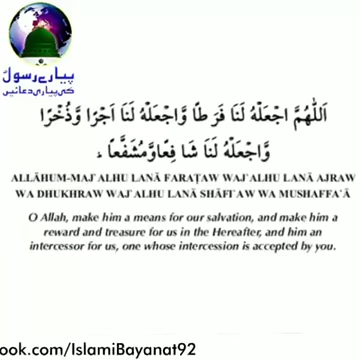 پیارے رسولؐ
کی پیاری دعائیں
اَللّٰهُمَّ اجْعَلْهُ لَنَا فَرَطًا وَّاجْعَلْهُ لَنَا اَجْرًا وَّذُخْرًا
وَّاجْعَلْهُ لَنَا شَافِعًا وَّمُشَفَّعًا ؞
ALLĀHUM-MAJ'ALHU LANĀ FARAṬAW WAJ'ALHU LANĀ AJRAW
WA DHUKHRAW WAJ'ALHU LANĀ SHĀFI'AW WA MUSHAFFA'Ā
O Allah, make him a means for our salvation, and make him a
reward and treasure for us in the Hereafter, and him an
intercessor for us, one whose intercession is accepted by you.
ook.com/IslamiBayanat92